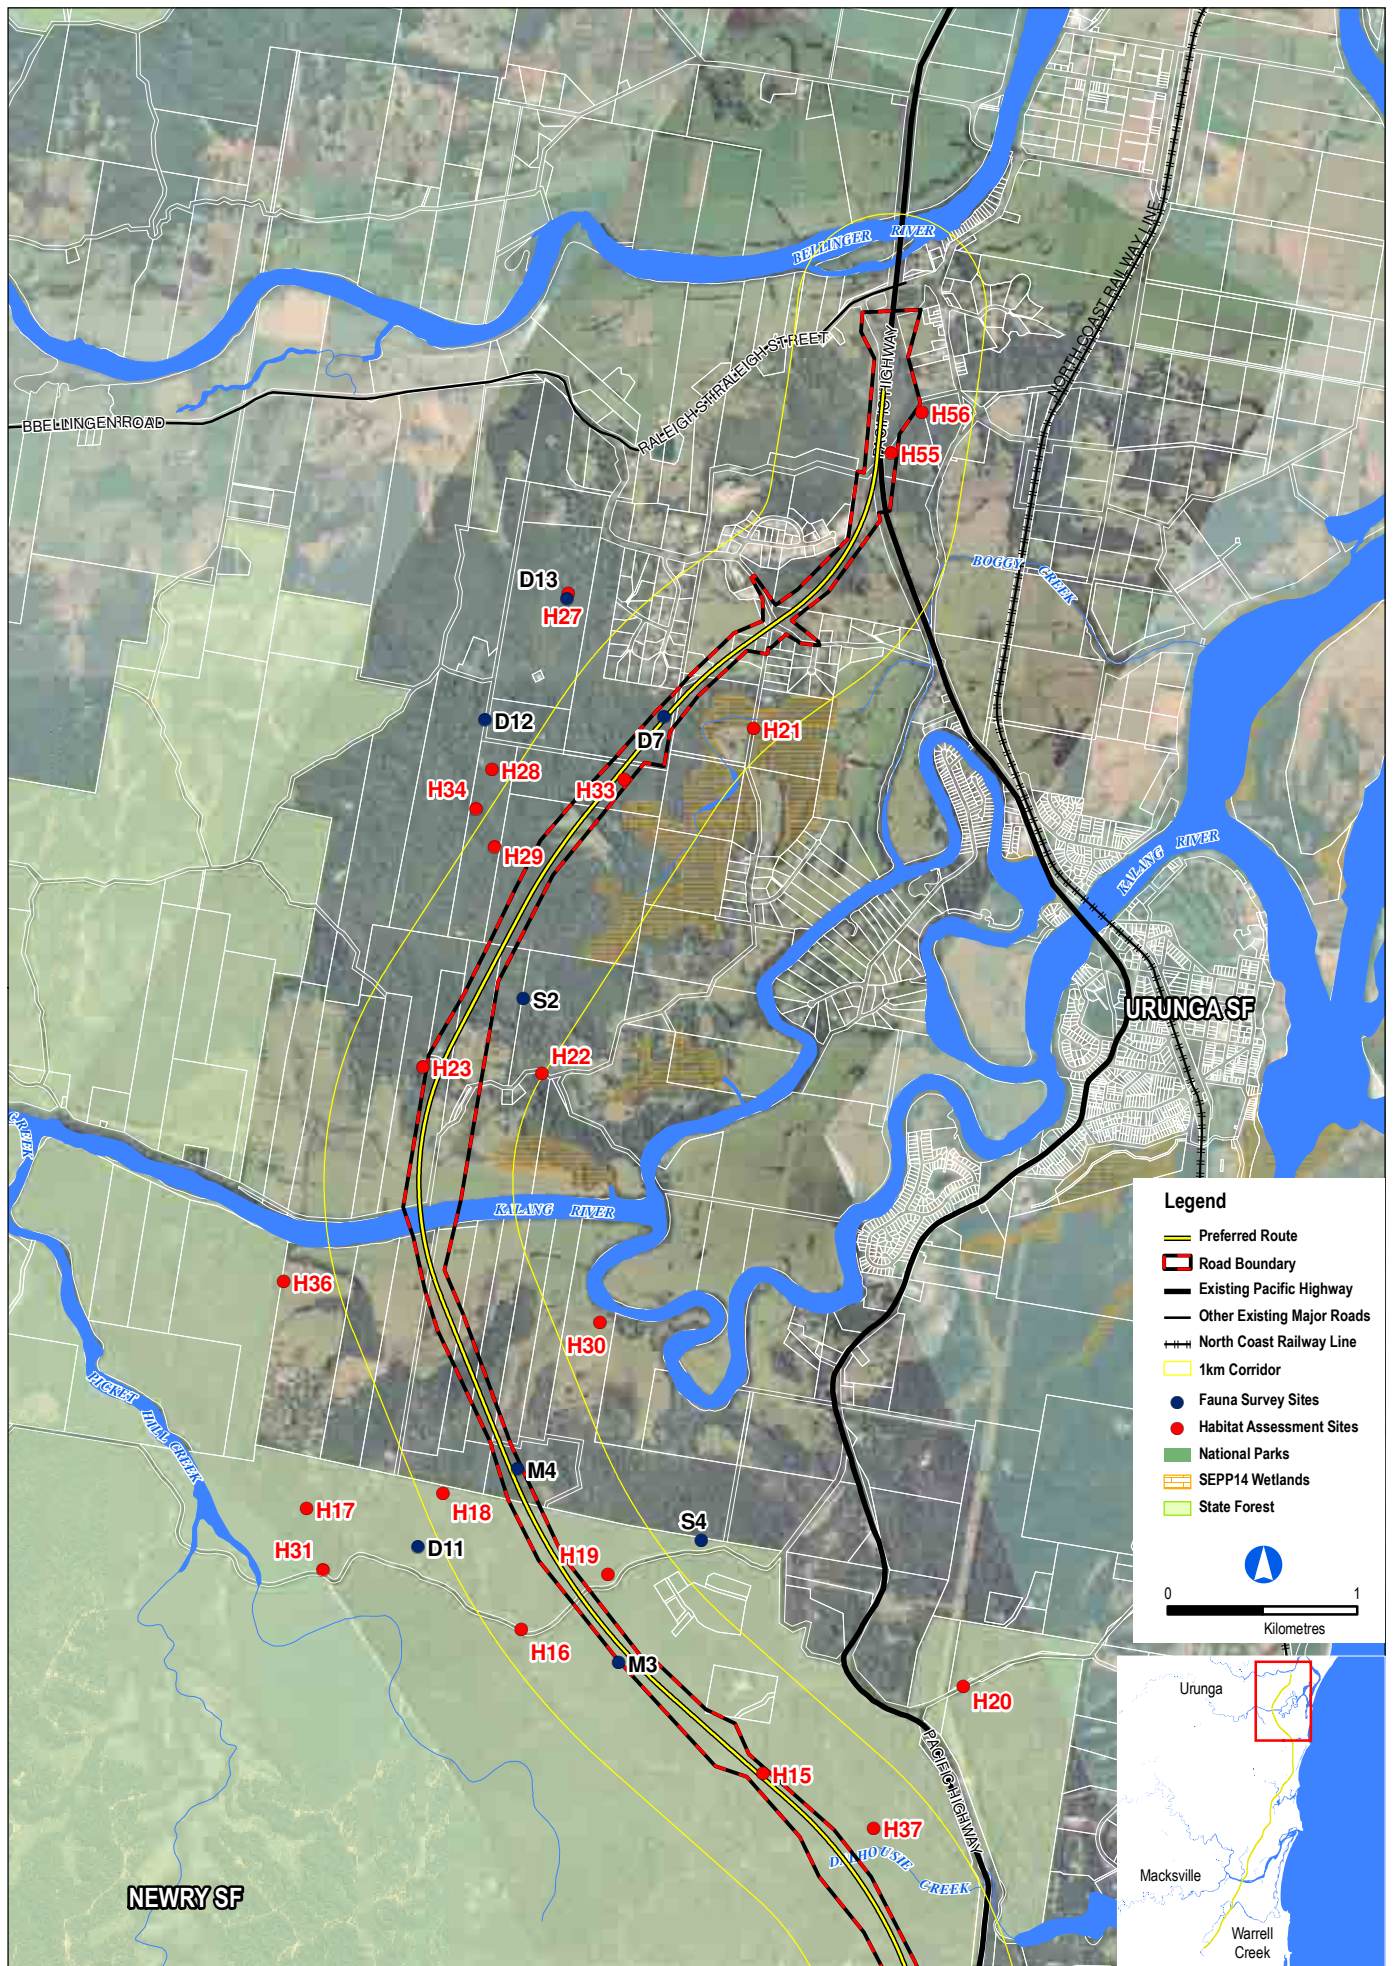 BELLINGER RIVER
NORTH COAST RAILWAY LINE
RALEIGH STREET
PACIFIC HIGHWAY
BELLINGEN ROAD
H56
H55
BOGGY CREEK
D13
H27
D12
D7
H21
H28
H33
H34
H29
KALANG RIVER
S2
URUNGA SF
H22
H23
CREEK
KALANG RIVER
H36
H30
PICKET HILL CREEK
M4
H18
H17
S4
D11
H31
H19
H16
M3
H20
H15
PACIFIC HIGHWAY
H37
DALHOUSIE CREEK
NEWRY SF
Legend
Preferred Route
Road Boundary
Existing Pacific Highway
Other Existing Major Roads
North Coast Railway Line
1km Corridor
Fauna Survey Sites
Habitat Assessment Sites
National Parks
SEPP14 Wetlands
State Forest
0 1
Kilometres
Urunga
Macksville
Warrell
Creek